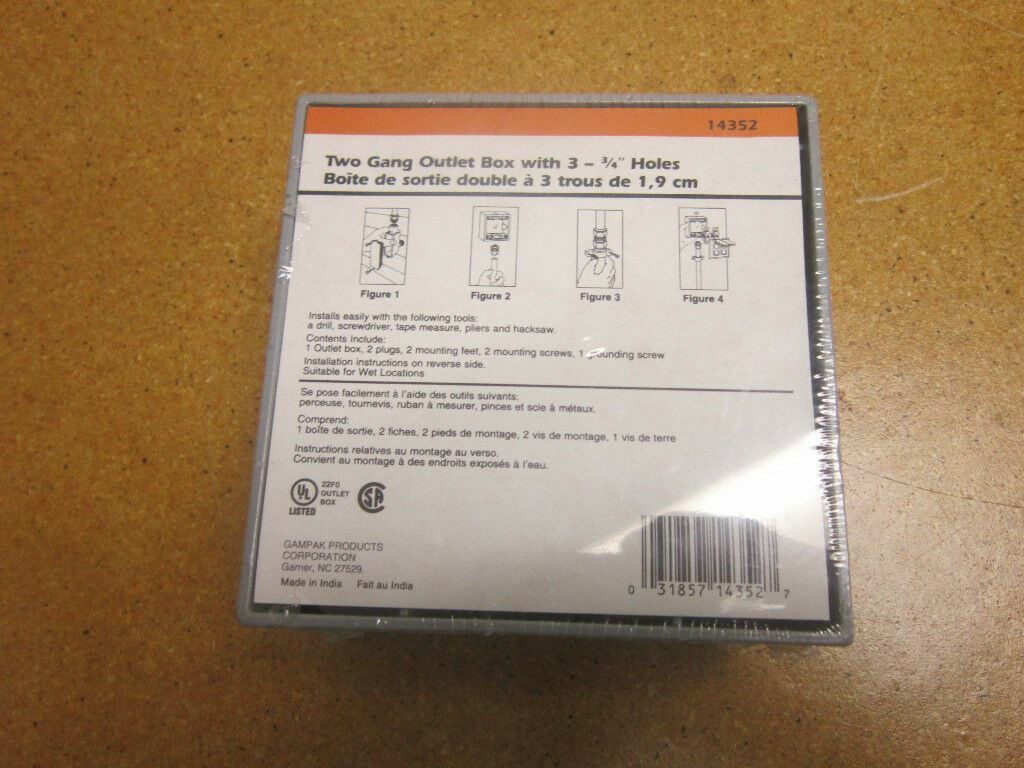 14352
Two Gang Outlet Box with 3 – ¾" Holes
Boîte de sortie double à 3 trous de 1,9 cm
Figure 1 Figure 2 Figure 3 Figure 4
Installs easily with the following tools:
a drill, screwdriver, tape measure, pliers and hacksaw.
Contents Include:
1 Outlet box, 2 plugs, 2 mounting feet, 2 mounting screws, 1 grounding screw
Installation instructions on reverse side.
Suitable for Wet Locations
Se pose facilement à l'aide des outils suivants:
perceuse, tournevis, ruban à mesurer, pinces et scie à métaux.
Comprend:
1 boîte de sortie, 2 fiches, 2 pieds de montage, 2 vis de montage, 1 vis de terre
Instructions relatives au montage au verso.
Convient au montage à des endroits exposés à l'eau.
UL LISTED
22F0
OUTLET
BOX
SA
GAMPAK PRODUCTS
CORPORATION
Garner, NC 27529.
Made in India Fait au India
0 31857 14352 7